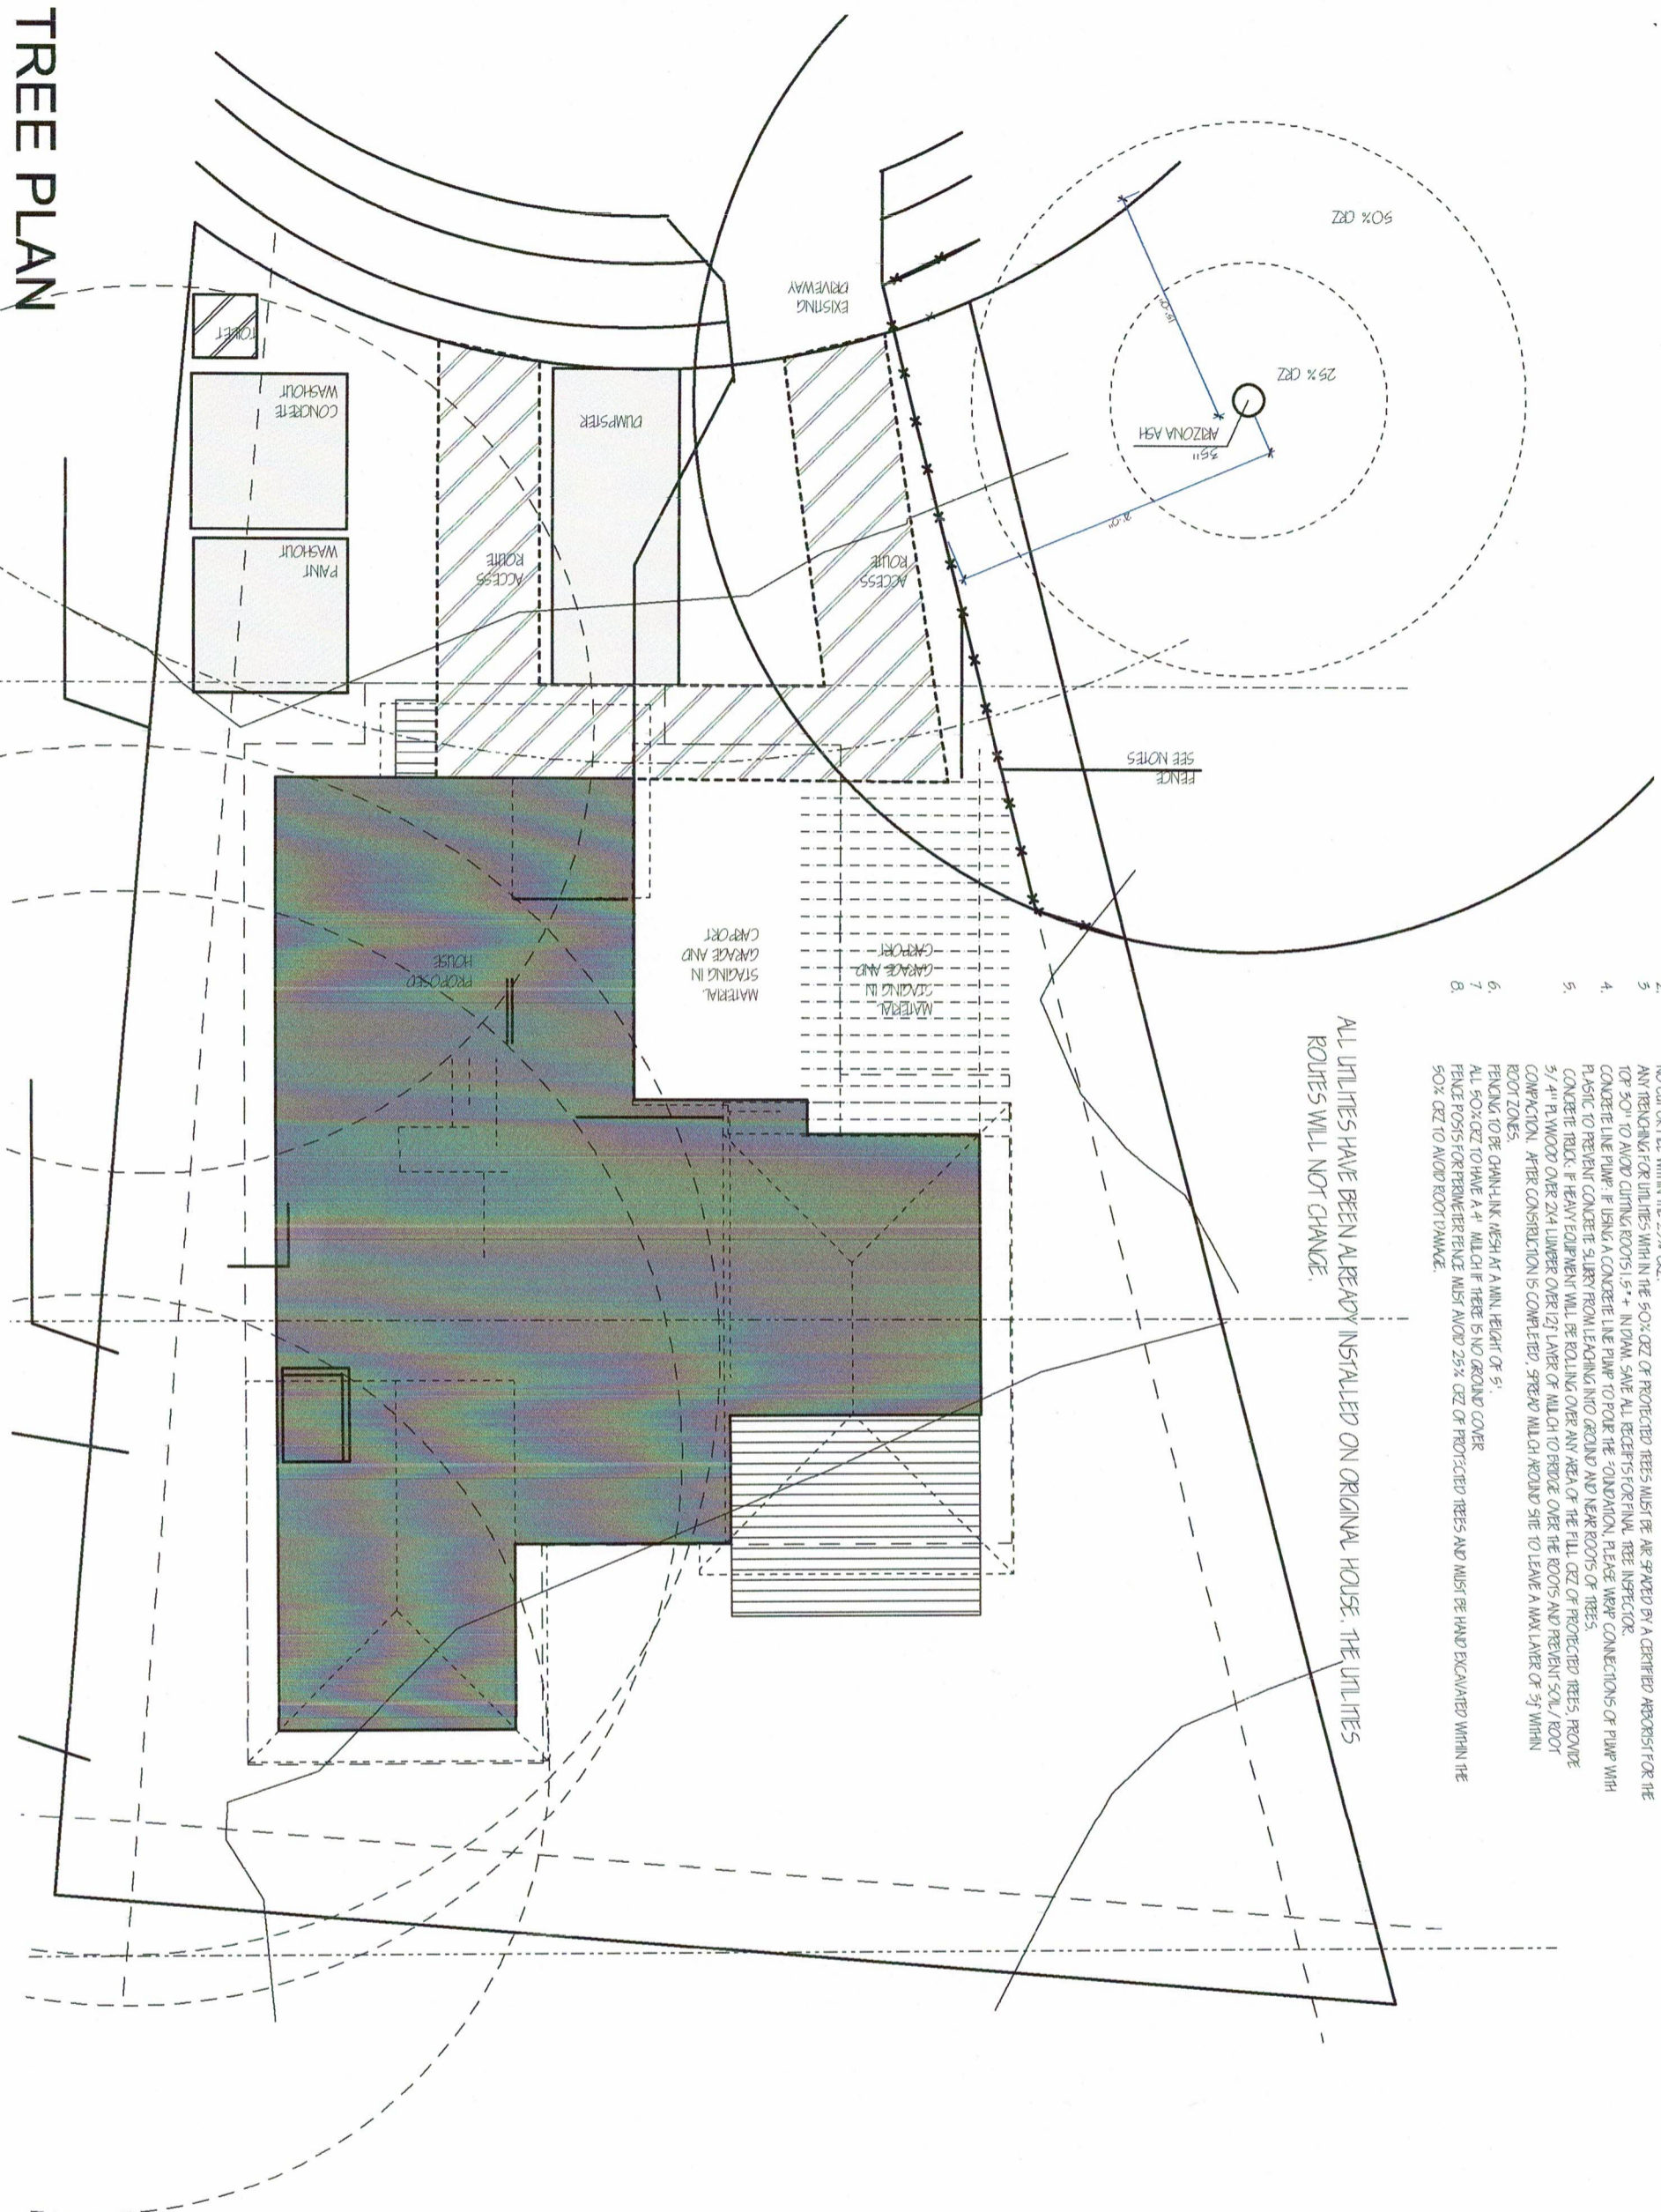 TREE PLAN
TOILET
CONCRETE
WASHOUT
PAINT
WASHOUT
ACCESS
ROUTE
DUMPSTER
EXISTING
DRIVEWAY
ACCESS
ROUTE
50% CRZ
25% CRZ
35"
ARIZONA ASH
FENCE
SEE NOTES
PROPOSED
HOUSE
MATERIAL
STAGING IN
GARAGE AND
CARPORT
MATERIAL
STAGING IN
GARAGE AND
CARPORT
ALL UTILITIES HAVE BEEN ALREADY INSTALLED ON ORIGINAL HOUSE. THE UTILITIES
ROUTES WILL NOT CHANGE.
2.
3 ANY TRENCHING FOR UTILITIES WITH IN THE 50% CRZ OF PROTECTED TREES MUST BE AIR SPADED BY A CERTIFIED ARBORIST FOR THE
TOP 30" TO AVOID CUTTING ROOTS 1.5"+ IN DIAM. SAVE ALL RECEIPTS FOR FINAL TREE INSPECTOR.
4. CONCRETE LINE PUMP: IF USING A CONCRETE LINE PUMP TO POUR THE FOUNDATION, PLEASE WRAP CONNECTIONS OF PUMP WITH
PLASTIC TO PREVENT CONCRETE SLURRY FROM LEACHING INTO GROUND AND NEAR ROOTS OF TREES.
5. CONCRETE TRUCK: IF HEAVY EQUIPMENT WILL BE ROLLING OVER ANY AREA OF THE FULL CRZ OF PROTECTED TREES, PROVIDE
3/4" PLYWOOD OVER 2X4 LUMBER OVER 12" LAYER OF MULCH TO BRIDGE OVER THE ROOTS AND PREVENT SOIL / ROOT
COMPACTION. AFTER CONSTRUCTION IS COMPLETED, SPREAD MULCH AROUND SITE TO LEAVE A MAX LAYER OF 3" WITHIN
ROOT ZONES.
6. FENCING TO BE CHAIN-LINK MESH AT A MIN. HEIGHT OF 5'.
7 ALL 50% CRZ TO HAVE A 4" MULCH IF THERE IS NO GROUND COVER
8. FENCE POSTS FOR PERIMETER FENCE MUST AVOID 25% CRZ OF PROTECTED TREES AND MUST BE HAND EXCAVATED WITHIN THE
50% CRZ TO AVOID ROOT DAMAGE.